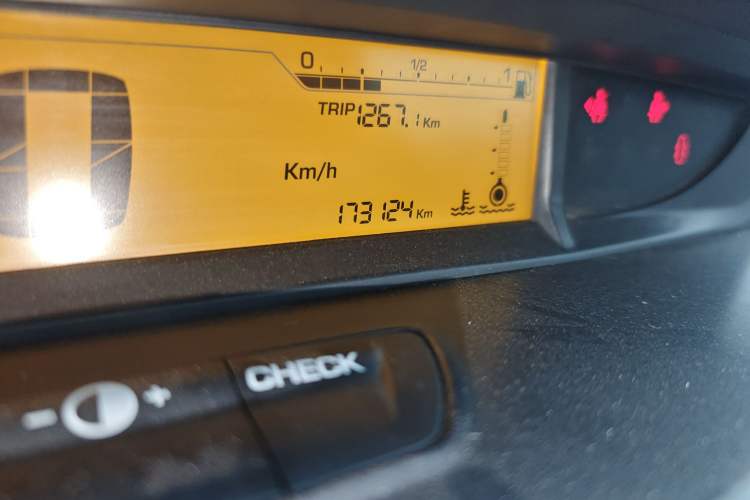 0 1/2 1
TRIP 1267.1 Km
Km/h
173124 Km
CHECK
- +